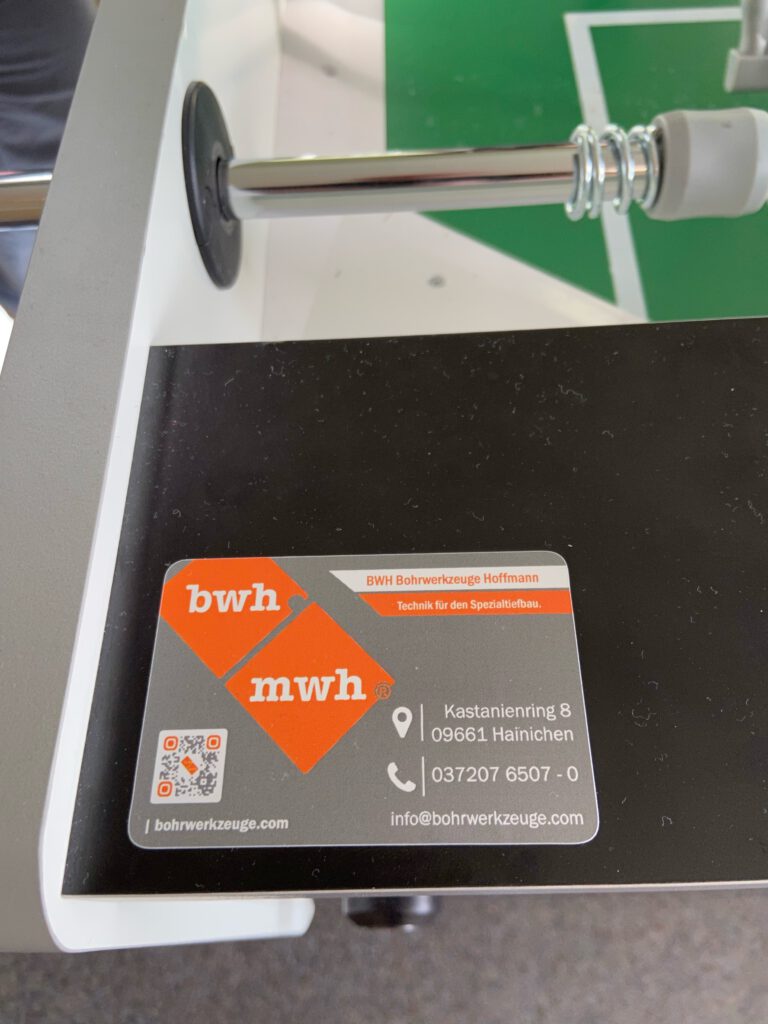 bwh
mwh®
BWH Bohrwerkzeuge Hoffmann
Technik für den Spezialtiefbau.
Kastanienring 8
09661 Hainichen
037207 6507 - 0
| bohrwerkzeuge.com
info@bohrwerkzeuge.com